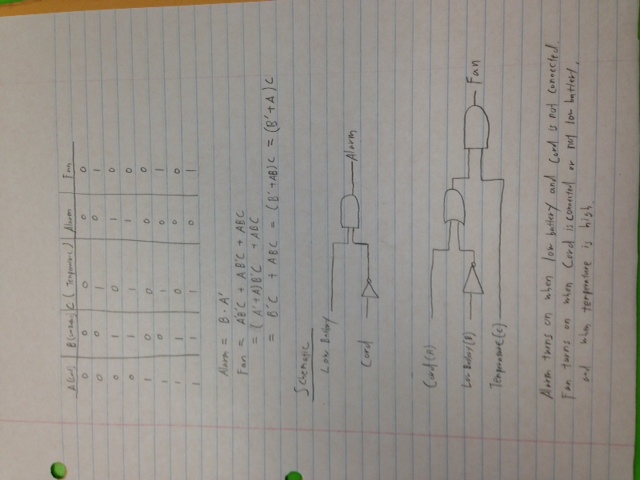 A(Cord) B( C(Temperature) Alarm Fan
0 0 0 0 0
0 0 1 0 1
0 1 0 1 0
0 1 1 1 0
1 0 0 0 0
1 0 1 0 1
1 1 0 0 0
1 1 1 0 1
Alarm = B · A'
Fan = A'B'C + AB'C + ABC
= (A'+A)B'C + ABC
= B'C + ABC = (B'+AB)C = (B'+A)C
Schematic
Low Battery
Cord
Alarm
Cord(A)
Low Battery(B)
Temperature(C)
Fan
Alarm turns on when low battery and Cord is not connected
Fan turns on when Cord is connected or not low battery,
and when temperature is high.